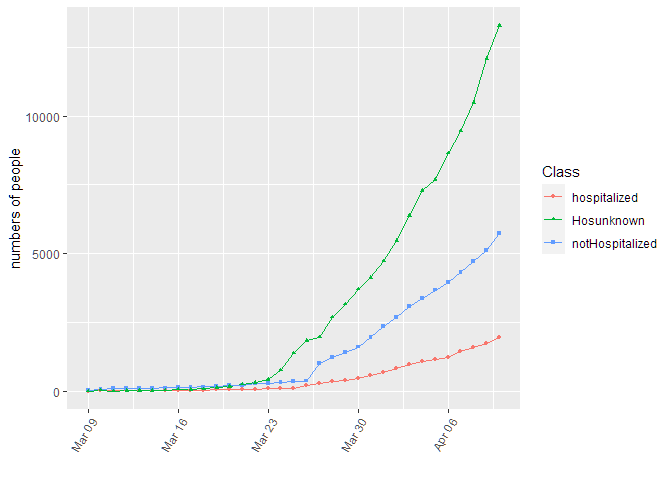 numbers of people
10000
5000
0
Mar 09
Mar 16
Mar 23
Mar 30
Apr 06
Class
hospitalized
Hosunknown
notHospitalized